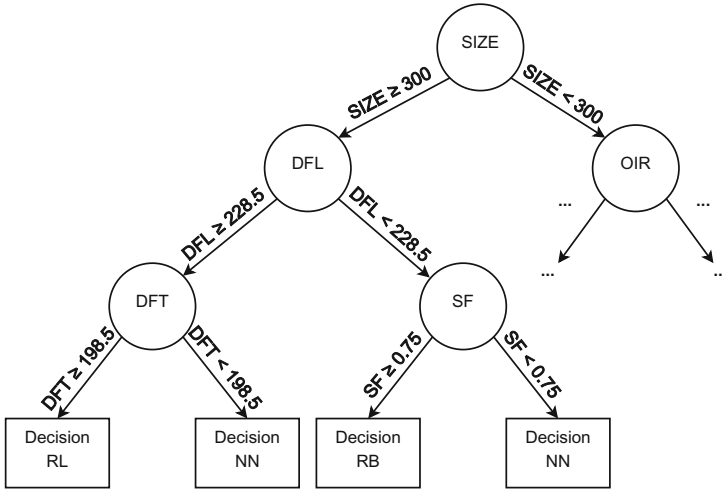 SIZE
SIZE ≥ 300
SIZE < 300
DFL
OIR
DFL ≥ 228.5
DFL < 228.5
...
...
DFT
SF
...
..
DFT ≥ 198.5
DFT < 198.5
SF ≥ 0.75
SF < 0.75
Decision
RL
Decision
NN
Decision
RB
Decision
NN